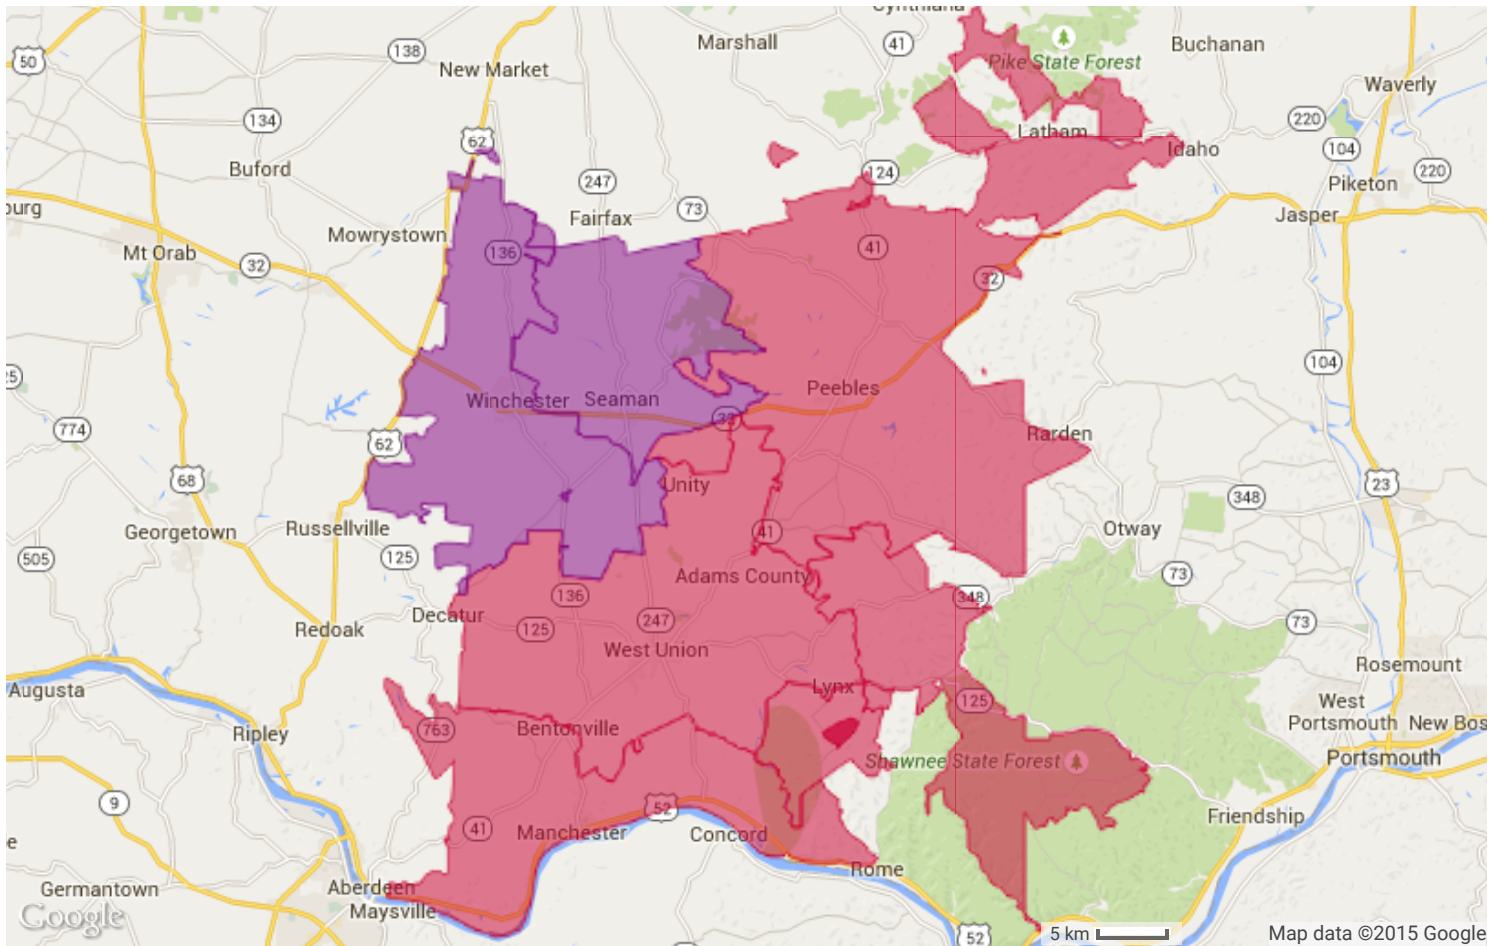 Cynthiana
138
Marshall
41
Buchanan
50
New Market
Pike State Forest
Waverly
134
62
220
Latham
Idaho
104
Buford
247
124
220
Piketon
73
Fairfax
Jasper
Mowrystown
136
41
Mt Orab
32
32
104
Peebles
Winchester
Seaman
32
774
62
Rarden
68
Unity
348
23
Georgetown
Russellville
41
Otway
505
125
Adams County
73
136
348
Decatur
247
73
125
Redoak
West Union
Rosemount
Augusta
Lynx
125
West
Portsmouth
New Bos
763
Bentonville
Ripley
Shawnee State Forest
Portsmouth
9
52
Friendship
41
Manchester
Concord
Rome
Germantown
Aberdeen
Maysville
Google
52
5 km
Map data ©2015 Google